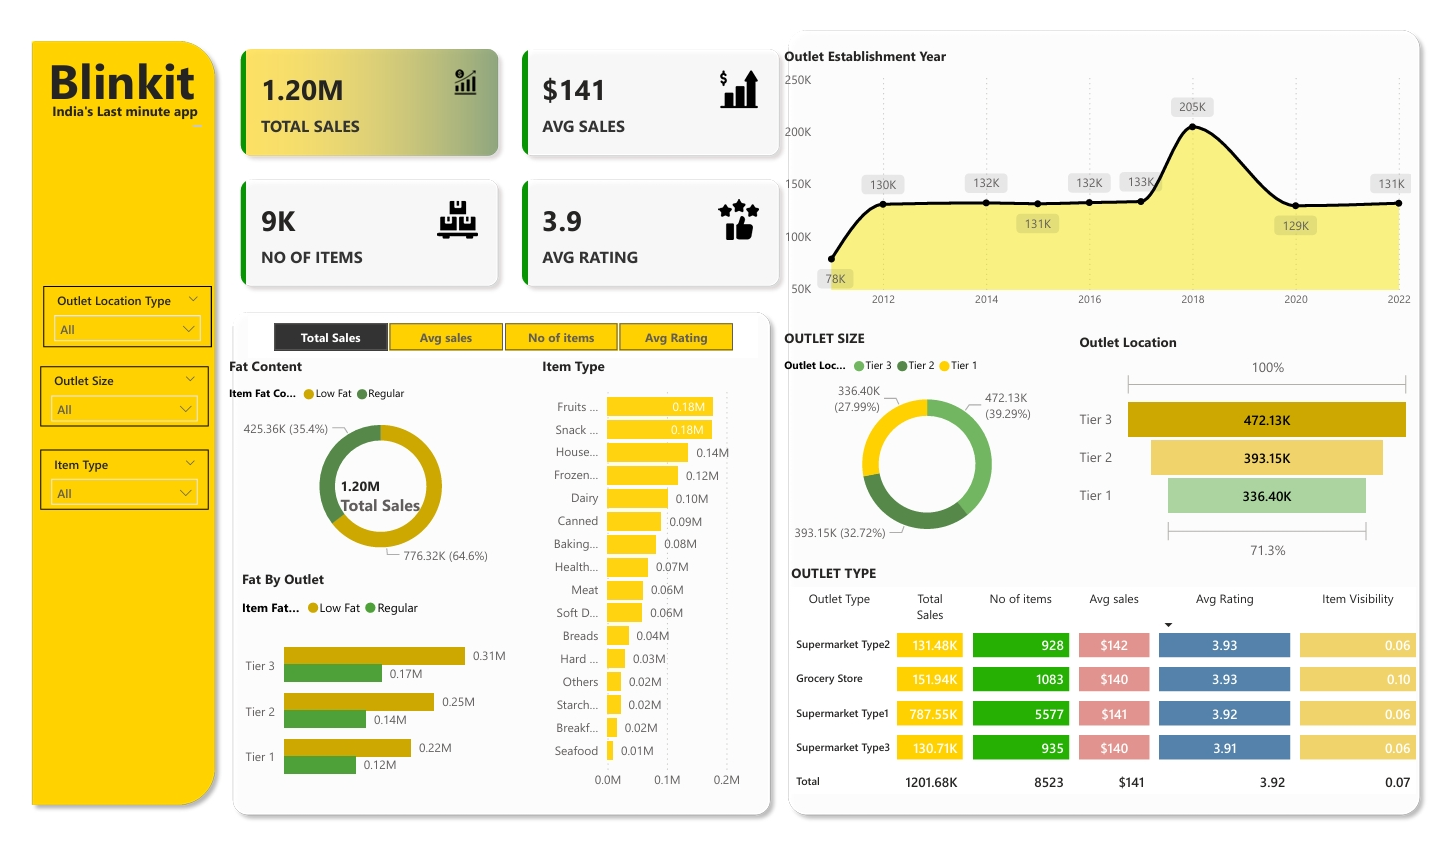 Blinkit
India's Last minute app
Outlet Location Type
All
Outlet Size
All
Item Type
All
1.20M
TOTAL SALES
$141
AVG SALES
9K
NO OF ITEMS
3.9
AVG RATING
Total Sales
Avg sales
No of items
Avg Rating
Fat Content
Item Fat Co...
Low Fat
Regular
425.36K (35.4%)
1.20M
Total Sales
776.32K (64.6%)
Fat By Outlet
Item Fat...
Low Fat
Regular
Tier 3
0.31M
0.17M
Tier 2
0.25M
0.14M
Tier 1
0.22M
0.12M
Item Type
Fruits ...
0.18M
Snack ...
0.18M
House...
0.14M
Frozen...
0.12M
Dairy
0.10M
Canned
0.09M
Baking...
0.08M
Health...
0.07M
Meat
0.06M
Soft D...
0.06M
Breads
0.04M
Hard ...
0.03M
Others
0.02M
Starch...
0.02M
Breakf...
0.02M
Seafood
0.01M
0.0M
0.1M
0.2M
Outlet Establishment Year
250K
200K
150K
100K
50K
78K
130K
132K
131K
132K
133K
205K
129K
131K
2012
2014
2016
2018
2020
2022
OUTLET SIZE
Outlet Loc...
Tier 3
Tier 2
Tier 1
336.40K
(27.99%)
472.13K
(39.29%)
393.15K (32.72%)
Outlet Location
100%
Tier 3
472.13K
Tier 2
393.15K
Tier 1
336.40K
71.3%
OUTLET TYPE
Outlet Type
Total
Sales
No of items
Avg sales
Avg Rating
Item Visibility
Supermarket Type2 131.48K 928 $142 3.93 0.06
Grocery Store 151.94K 1083 $140 3.93 0.10
Supermarket Type1 787.55K 5577 $141 3.92 0.06
Supermarket Type3 130.71K 935 $140 3.91 0.06
Total 1201.68K 8523 $141 3.92 0.07